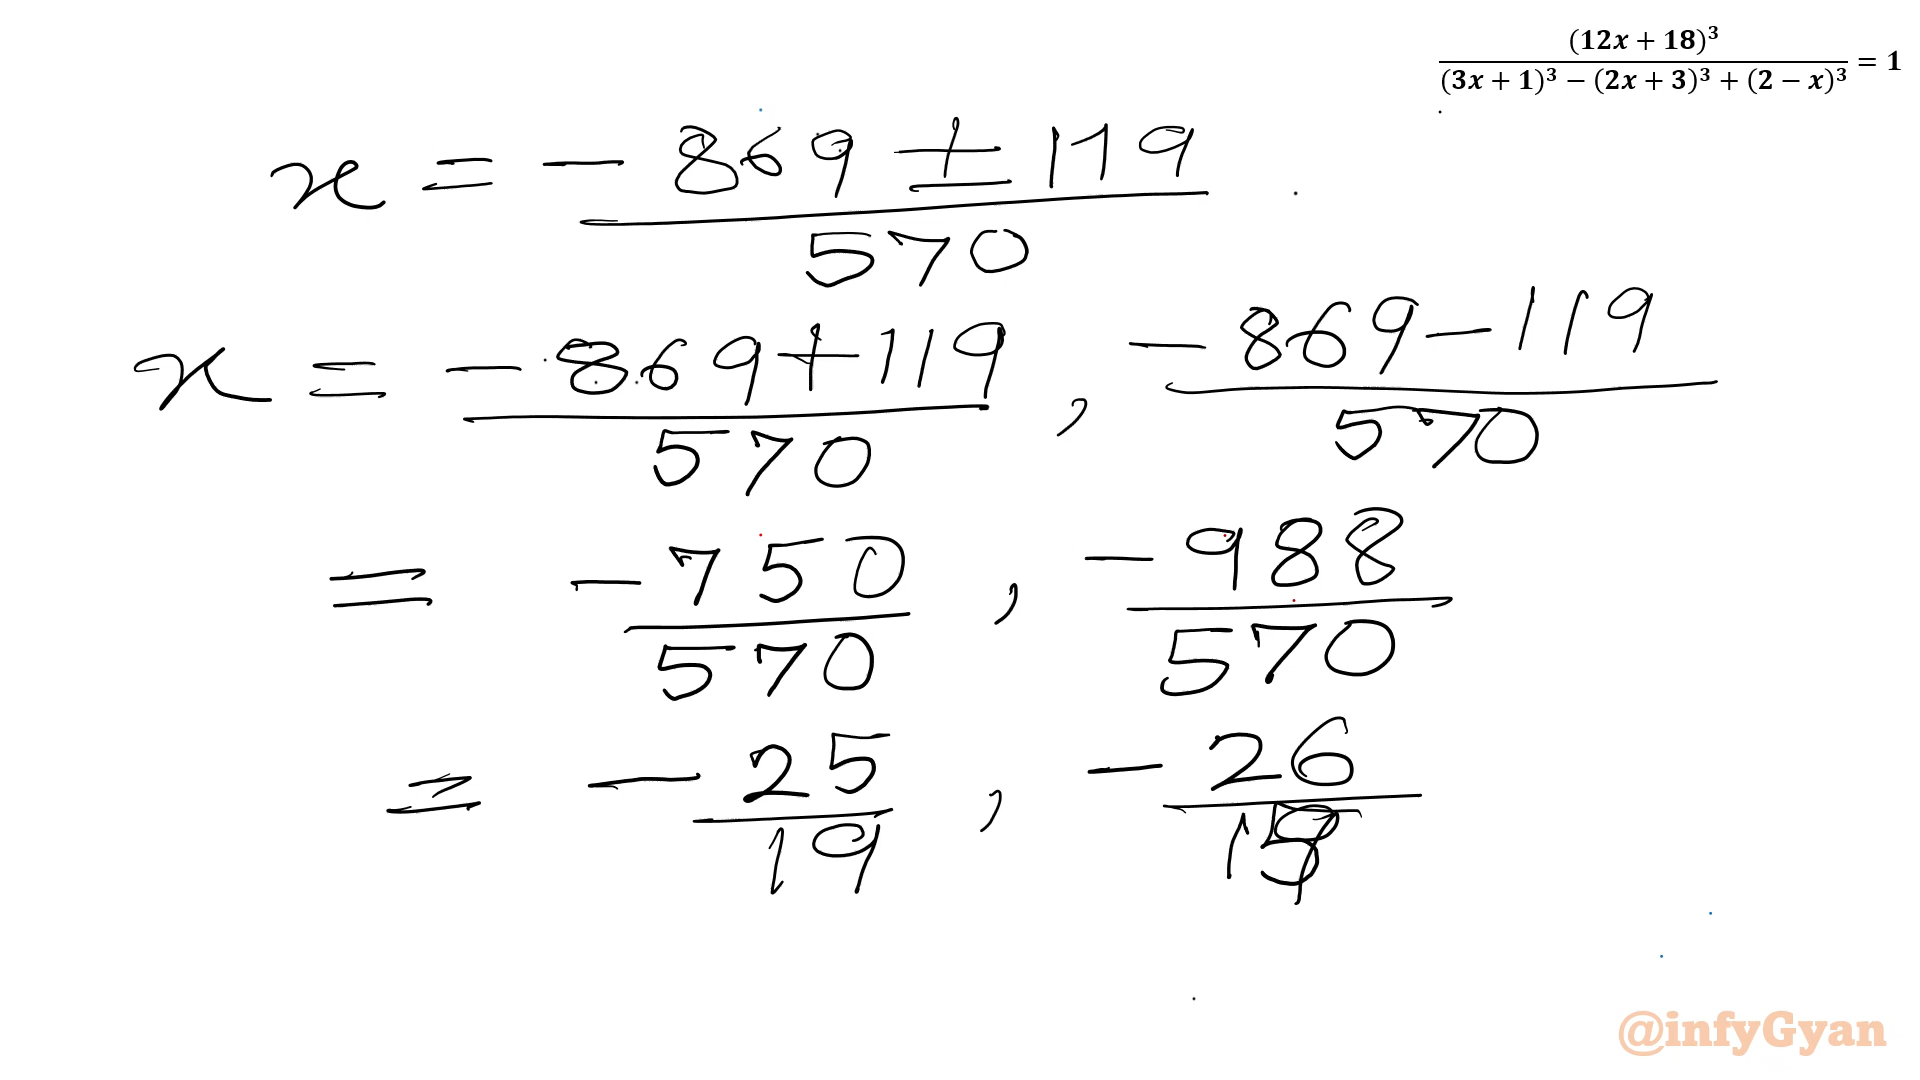 (12x + 18)³ / (3x + 1)³ − (2x + 3)³ + (2 − x)³ = 1
x = − 869 ± 119 / 570
x = − 869 + 119 / 570 , − 869 − 119 / 570
= − 750 / 570 , − 988 / 570
= − 25 / 19 , − 26 /
@infyGyan